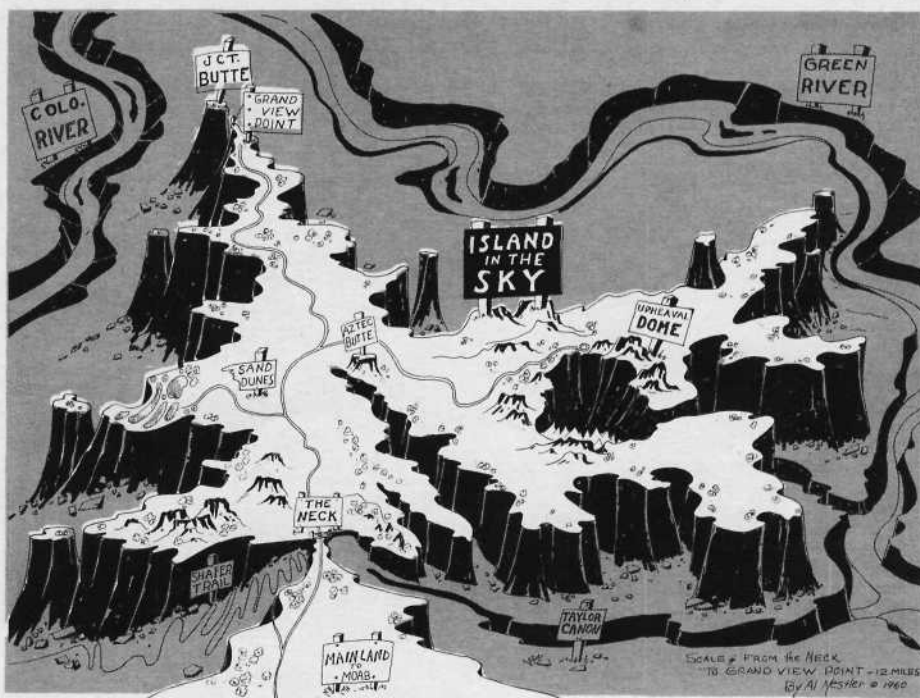 JCT.
BUTTE
GRAND
VIEW
POINT
COLO.
RIVER
GREEN
RIVER
ISLAND
IN THE
SKY
UPHEAVAL
DOME
AZTEC
BUTTE
SAND
DUNES
THE
NECK
SHAFER
TRAIL
TAYLOR
CANON
MAINLAND
TO
MOAB.
SCALE FROM THE NECK
TO GRAND VIEW POINT - 12 MILES
By Al Nestler © 1960